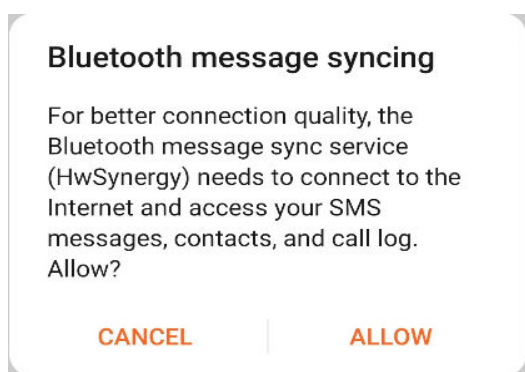 Bluetooth message syncing
For better connection quality, the
Bluetooth message sync service
(HwSynergy) needs to connect to the
Internet and access your SMS
messages, contacts, and call log.
Allow?
CANCEL ALLOW